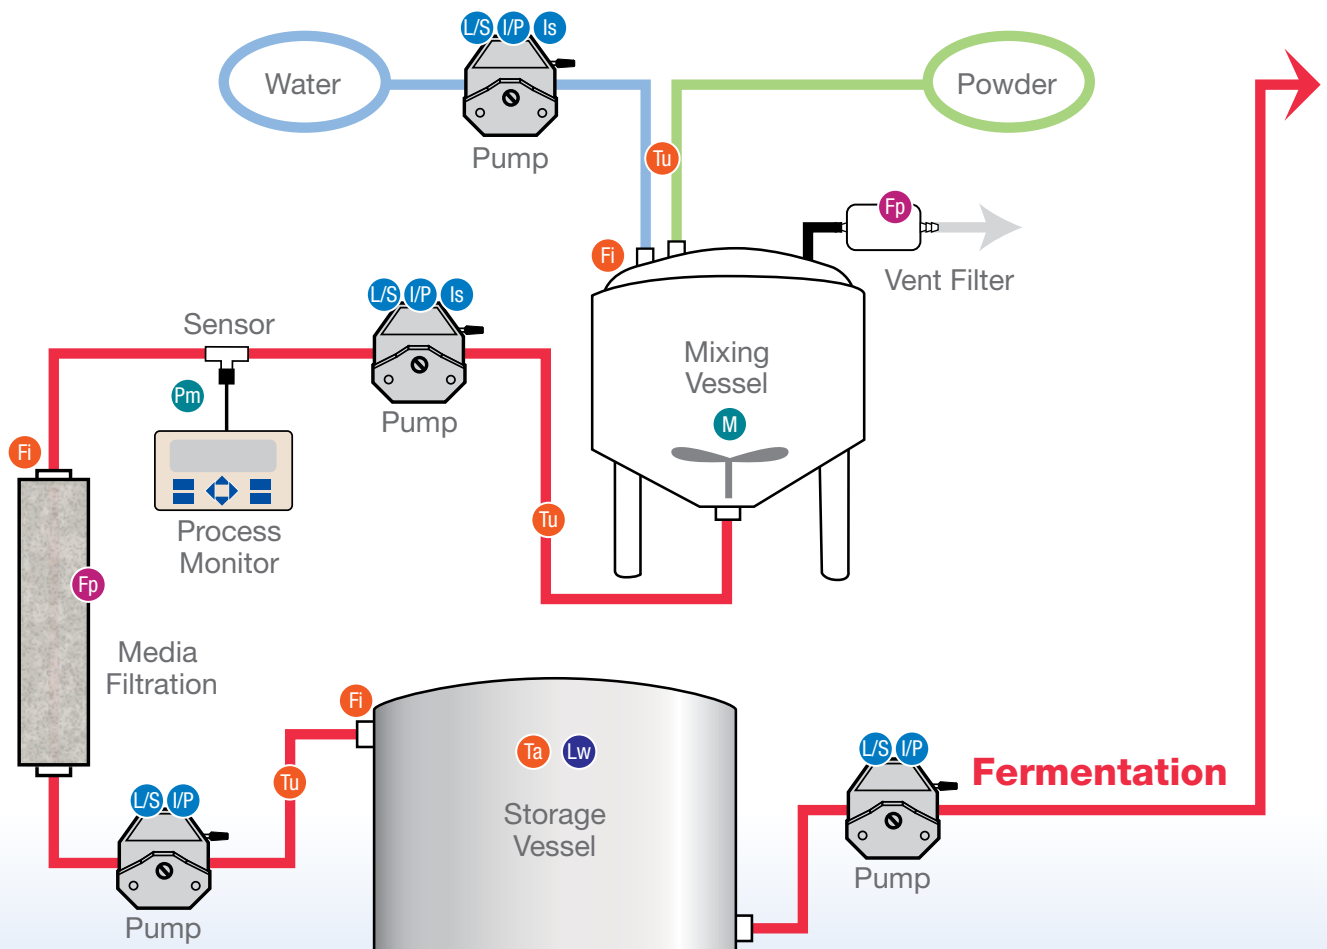 L/S I/P Is
Water
Powder
Pump
Tu
Fp
Fi
Vent Filter
L/S I/P Is
Sensor
Mixing
Vessel
Pm
Pump
M
Fi
Process
Monitor
Tu
Fp
Media
Filtration
Fi
Ta Lw
L/S I/P
Fermentation
Tu
L/S I/P
Storage
Vessel
Pump
Pump